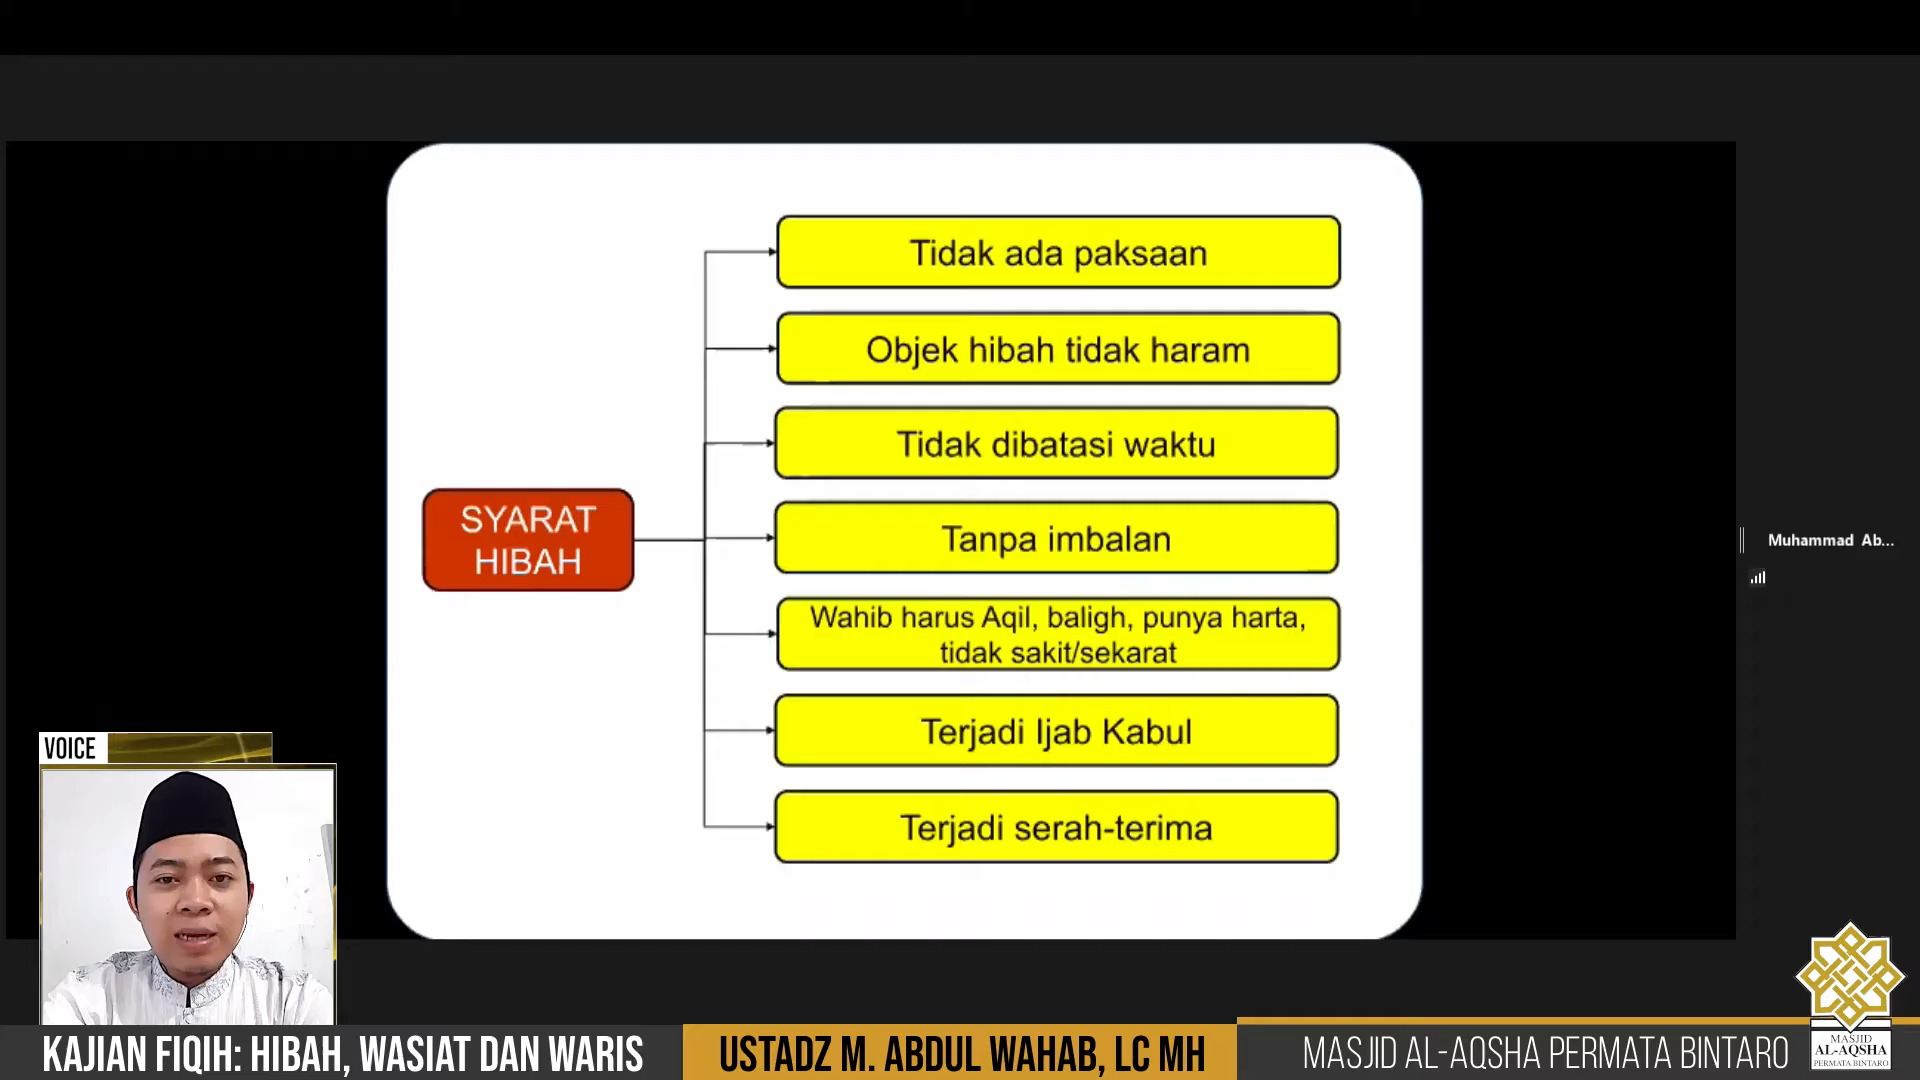 Tidak ada paksaan
Objek hibah tidak haram
Tidak dibatasi waktu
SYARAT
HIBAH
Tanpa imbalan
Wahib harus Aqil, baligh, punya harta,
tidak sakit/sekarat
Terjadi Ijab Kabul
Terjadi serah-terima
Muhammad Ab...
VOICE
KAJIAN FIQIH: HIBAH, WASIAT DAN WARIS
USTADZ M. ABDUL WAHAB, LC MH
MASJID AL-AQSHA PERMATA BINTARO
MASJID
AL-AQSHA
PERMATA BINTARO